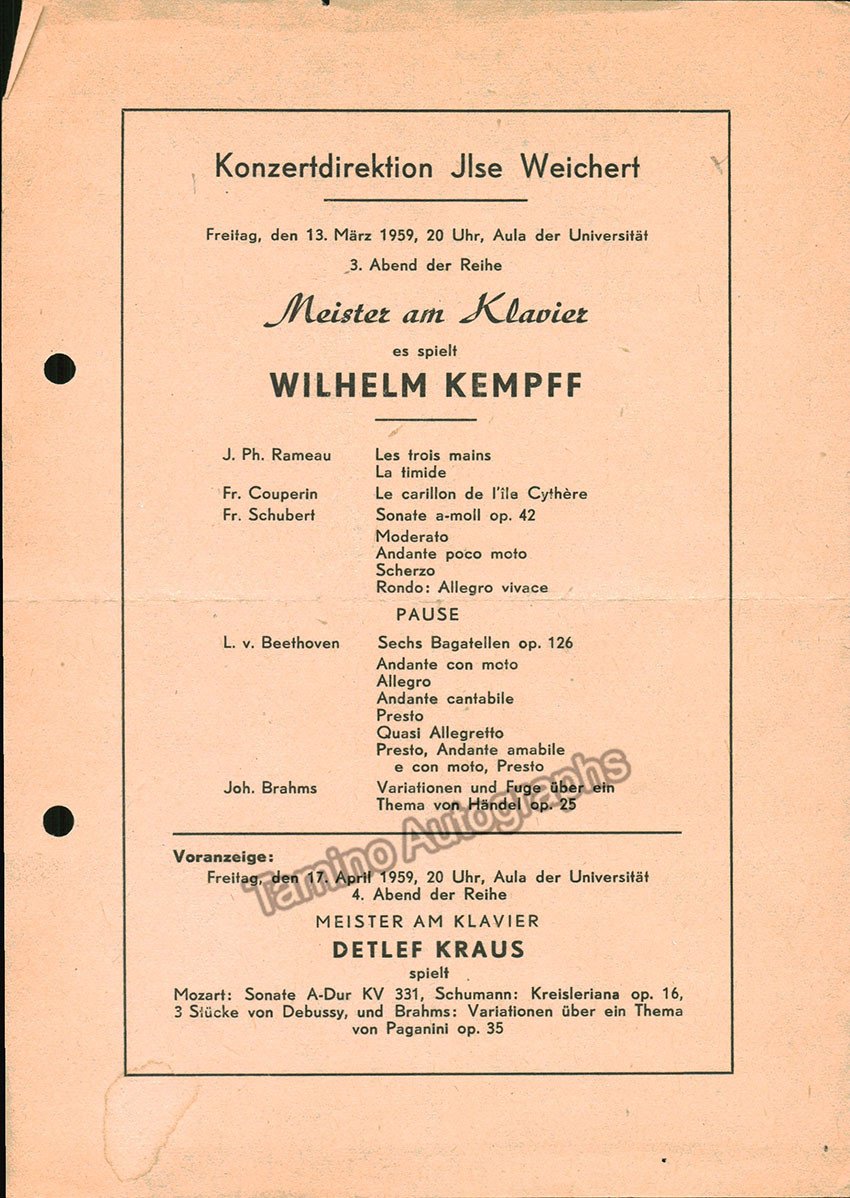 Konzertdirektion Jlse Weichert
Freitag, den 13. März 1959, 20 Uhr, Aula der Universität
3. Abend der Reihe
Meister am Klavier
es spielt
WILHELM KEMPFF
J. Ph. Rameau Les trois mains
La timide
Fr. Couperin Le carillon de l'île Cythère
Fr. Schubert Sonate a-moll op. 42
Moderato
Andante poco moto
Scherzo
Rondo: Allegro vivace
PAUSE
L. v. Beethoven Sechs Bagatellen op. 126
Andante con moto
Allegro
Andante cantabile
Presto
Quasi Allegretto
Presto, Andante amabile
e con moto, Presto
Joh. Brahms Variationen und Fuge über ein
Thema von Händel op. 25
Tamino Autographs
Voranzeige:
Freitag, den 17. April 1959, 20 Uhr, Aula der Universität
4. Abend der Reihe
MEISTER AM KLAVIER
DETLEF KRAUS
spielt
Mozart: Sonate A-Dur KV 331, Schumann: Kreisleriana op. 16,
3 Stücke von Debussy, und Brahms: Variationen über ein Thema
von Paganini op. 35